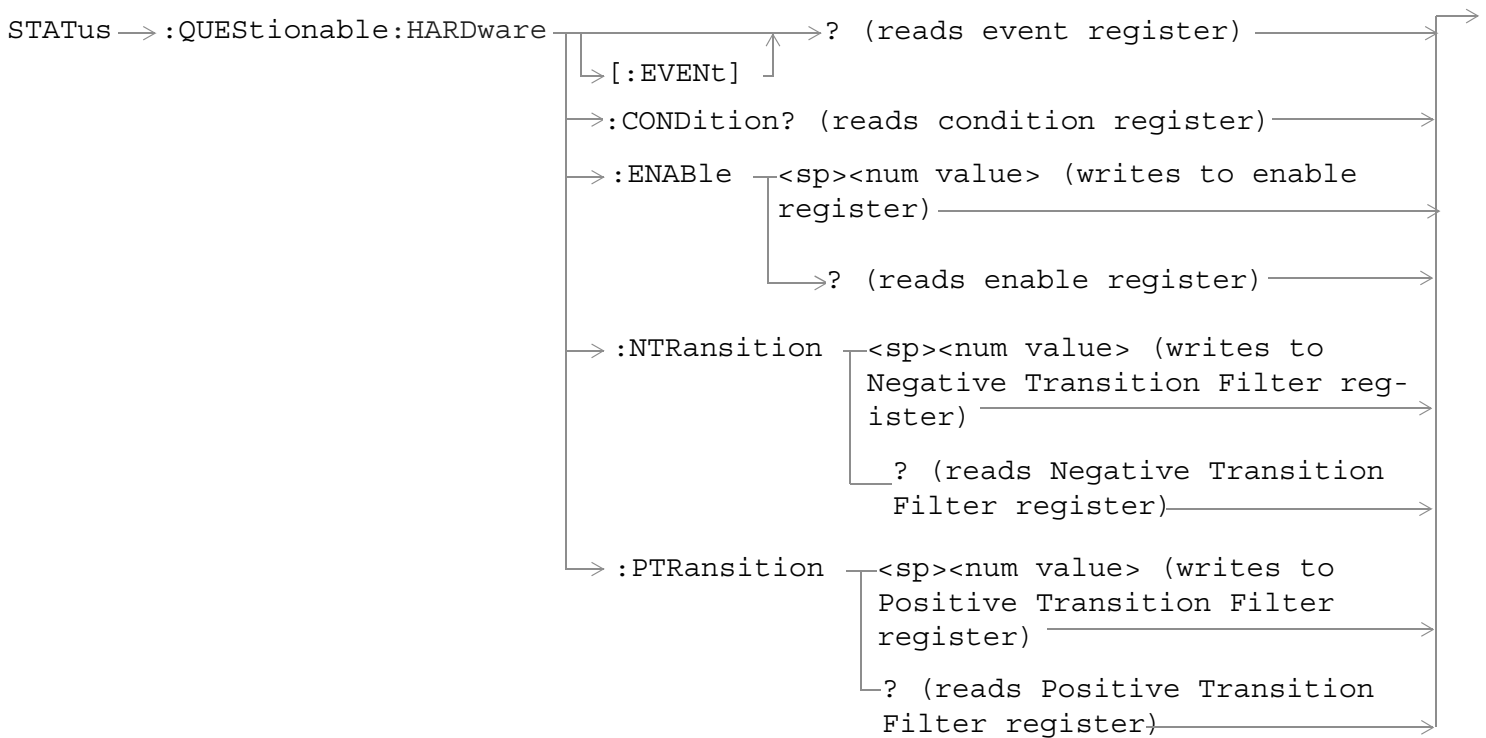 STATus :QUEStionable:HARDware ? (reads event register)
[:EVENt]
:CONDition? (reads condition register)
:ENABle <sp><num value> (writes to enable
register)
? (reads enable register)
:NTRansition <sp><num value> (writes to
Negative Transition Filter reg-
ister)
? (reads Negative Transition
Filter register)
:PTRansition <sp><num value> (writes to
Positive Transition Filter
register)
? (reads Positive Transition
Filter register)